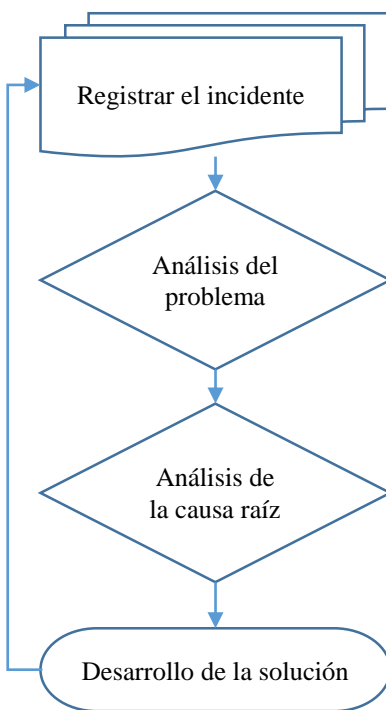 Registrar el incidente
Análisis del
problema
Análisis de
la causa raíz
Desarrollo de la solución